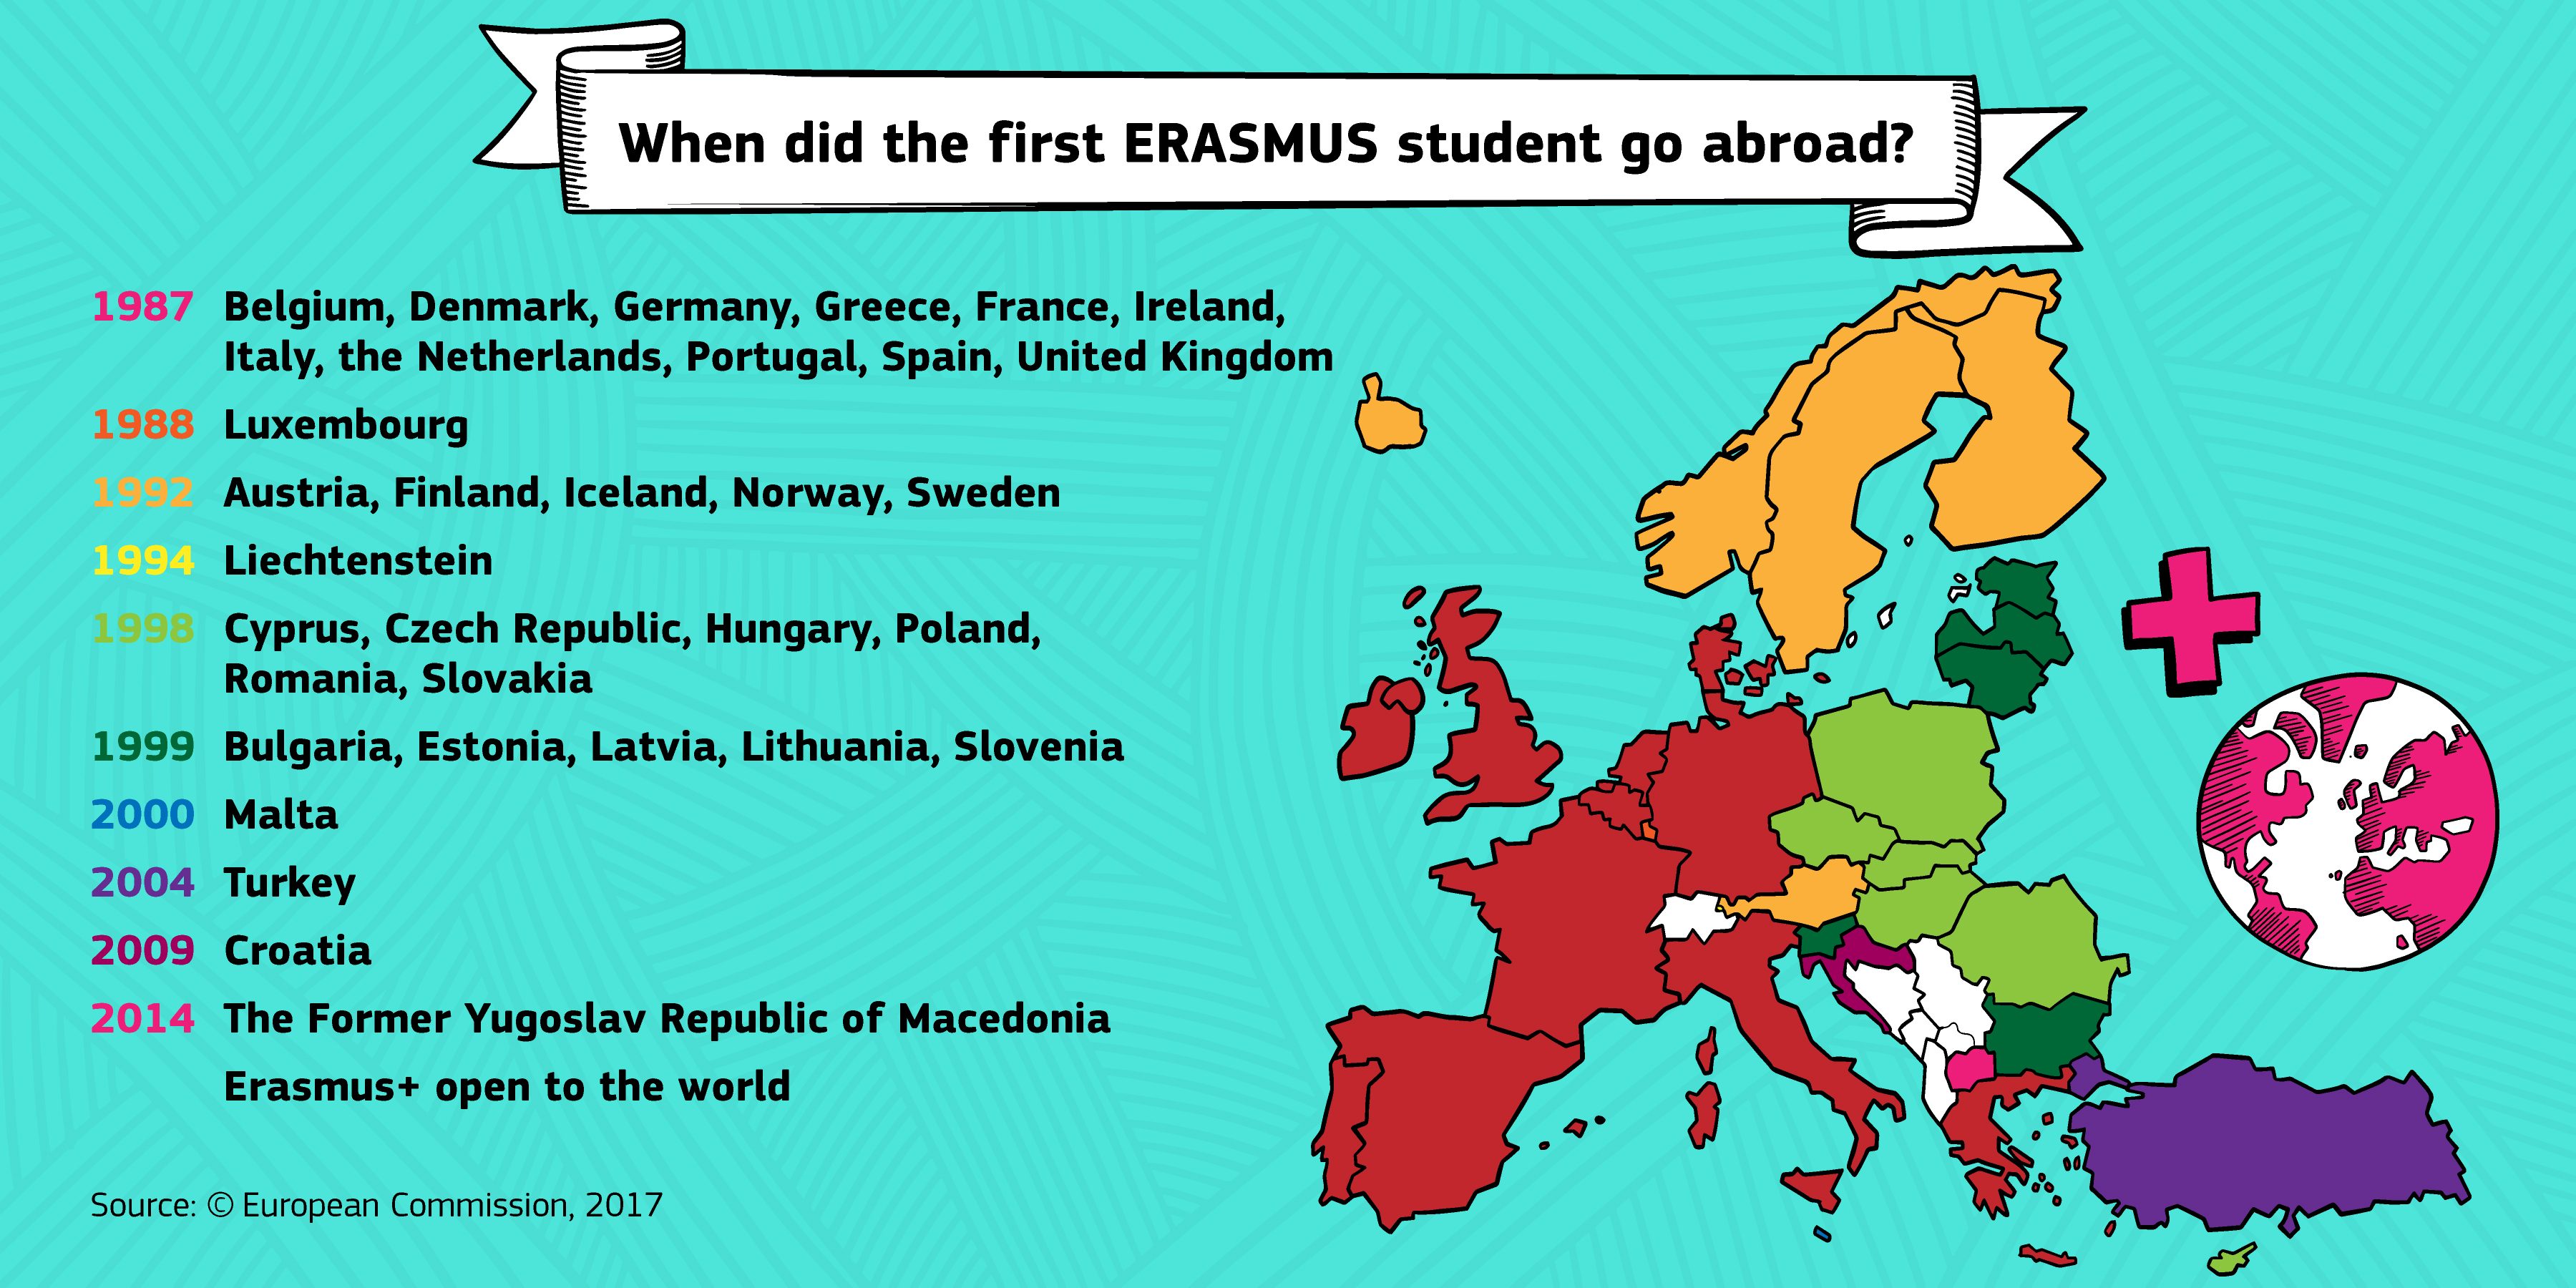 When did the first ERASMUS student go abroad?
1987 Belgium, Denmark, Germany, Greece, France, Ireland,
Italy, the Netherlands, Portugal, Spain, United Kingdom
1988 Luxembourg
1992 Austria, Finland, Iceland, Norway, Sweden
1994 Liechtenstein
1998 Cyprus, Czech Republic, Hungary, Poland,
Romania, Slovakia
1999 Bulgaria, Estonia, Latvia, Lithuania, Slovenia
2000 Malta
2004 Turkey
2009 Croatia
2014 The Former Yugoslav Republic of Macedonia
Erasmus+ open to the world
Source: © European Commission, 2017